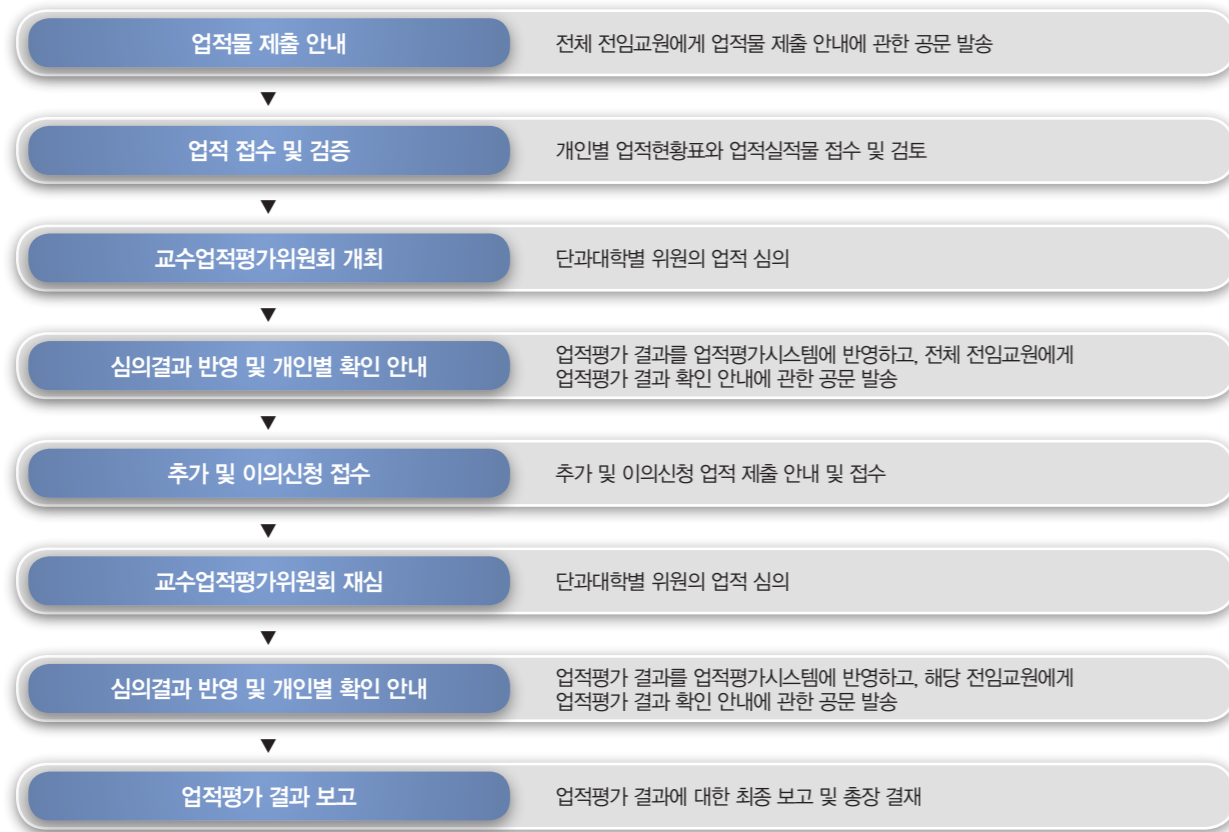 업적물 제출 안내
전체 전임교원에게 업적물 제출 안내에 관한 공문 발송
▼
업적 접수 및 검증
개인별 업적현황표와 업적실적물 접수 및 검토
▼
교수업적평가위원회 개최
단과대학별 위원의 업적 심의
▼
심의결과 반영 및 개인별 확인 안내
업적평가 결과를 업적평가시스템에 반영하고, 전체 전임교원에게
업적평가 결과 확인 안내에 관한 공문 발송
▼
추가 및 이의신청 접수
추가 및 이의신청 업적 제출 안내 및 접수
▼
교수업적평가위원회 재심
단과대학별 위원의 업적 심의
▼
심의결과 반영 및 개인별 확인 안내
업적평가 결과를 업적평가시스템에 반영하고, 해당 전임교원에게
업적평가 결과 확인 안내에 관한 공문 발송
▼
업적평가 결과 보고
업적평가 결과에 대한 최종 보고 및 총장 결재